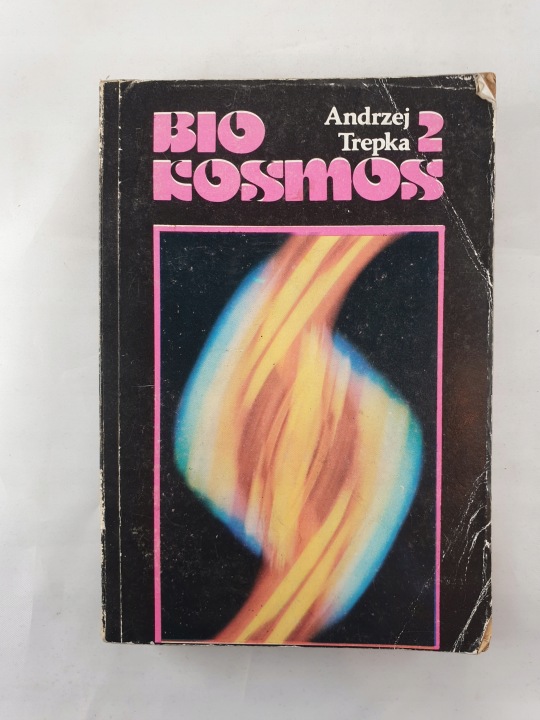 BIO
KOSMOS
Andrzej
Trepka 2